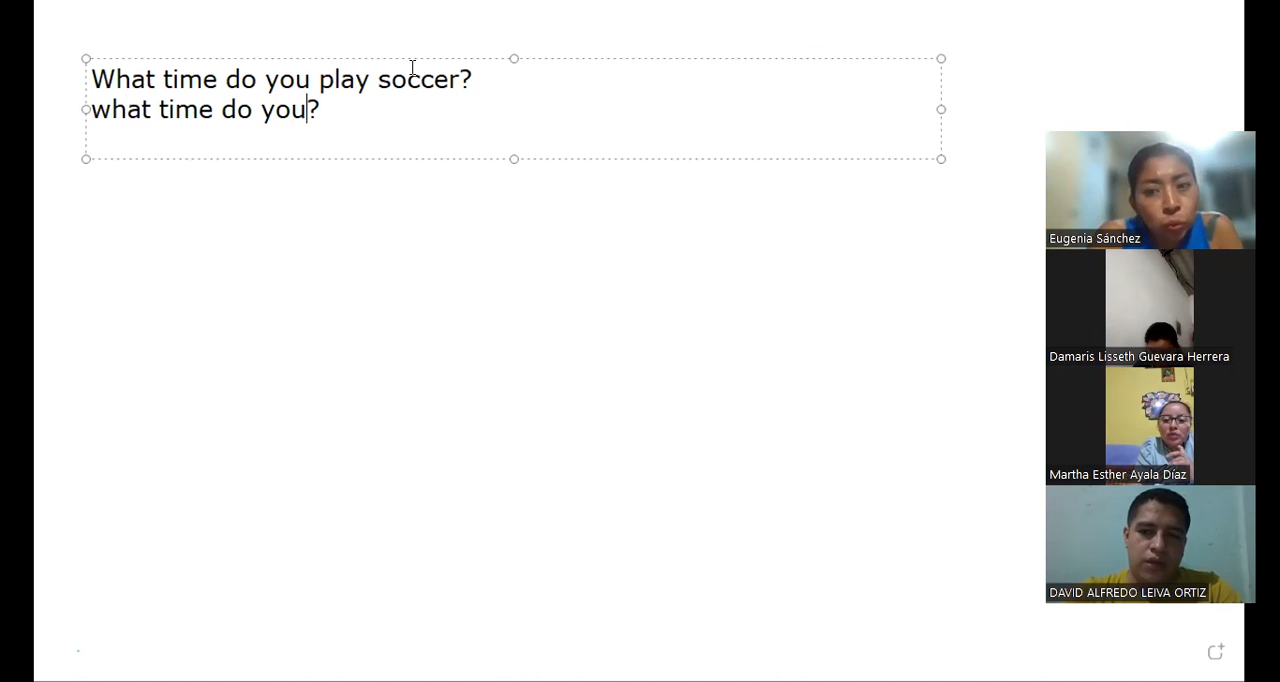 What time do you play soccer?
what time do you?
Eugenia Sánchez
Damaris Lisseth Guevara Herrera
Martha Esther Ayala Díaz
DAVID ALFREDO LEIVA ORTIZ